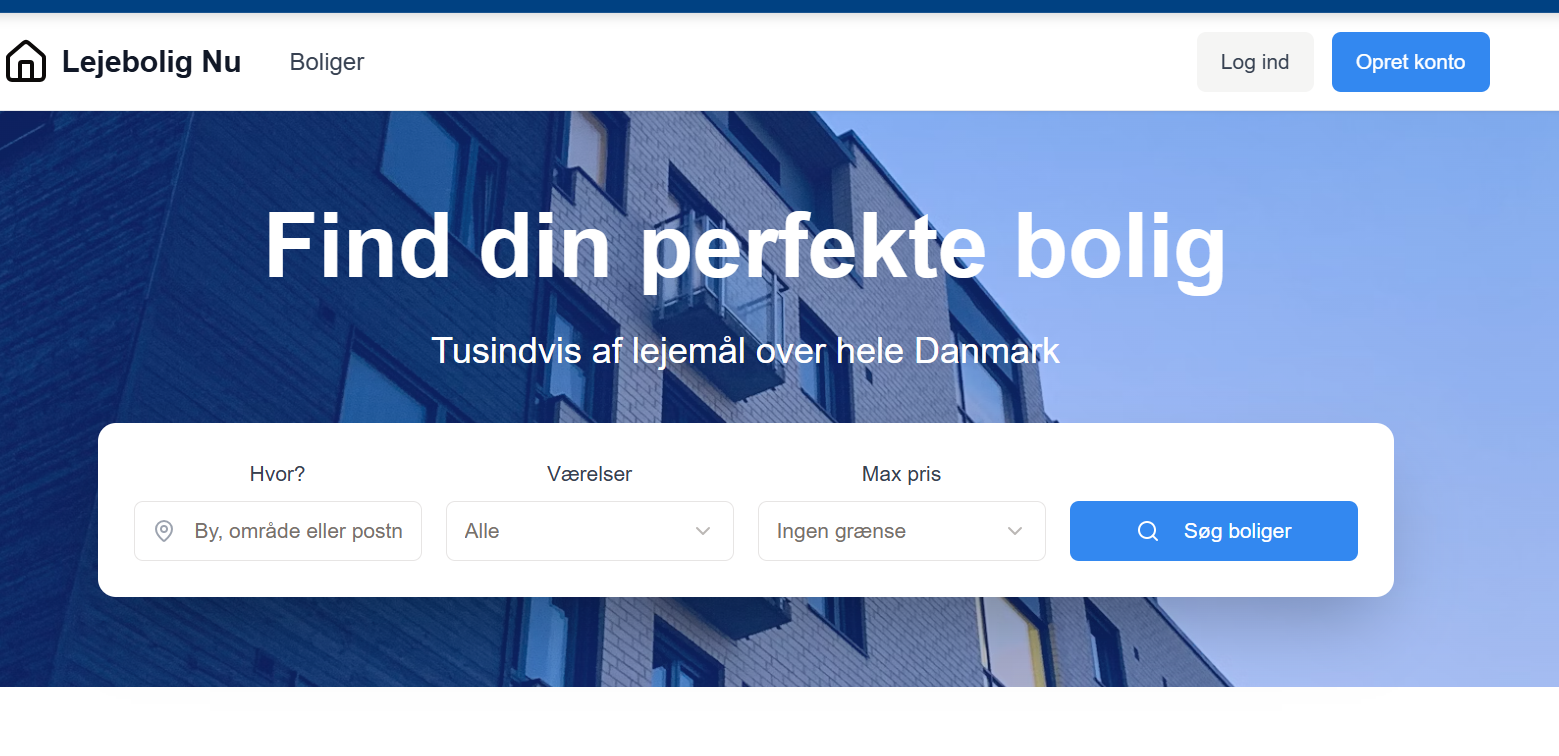 Lejebolig Nu
Boliger
Log ind
Opret konto
Find din perfekte bolig
Tusindvis af lejemål over hele Danmark
Hvor?
Værelser
Max pris
By, område eller postn
Alle
Ingen grænse
Søg boliger